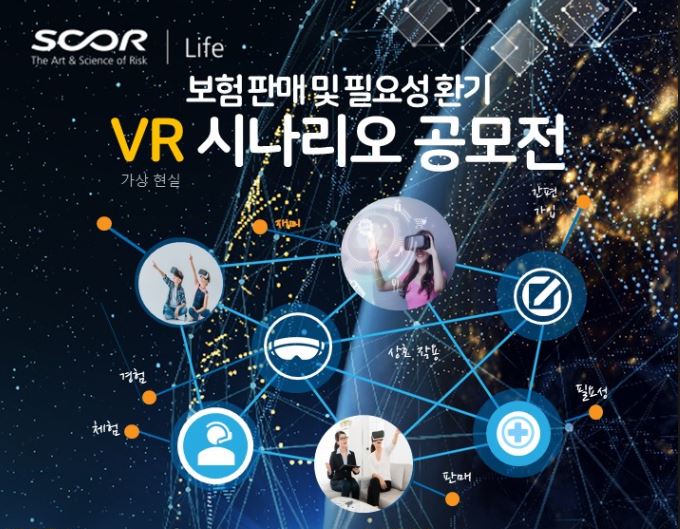 SCOR
The Art & Science of Risk
Life
보험 판매 및 필요성 환기
VR 시나리오 공모전
가상 현실
간편
가입
재미
상호 작용
경험
필요성
체험
판매